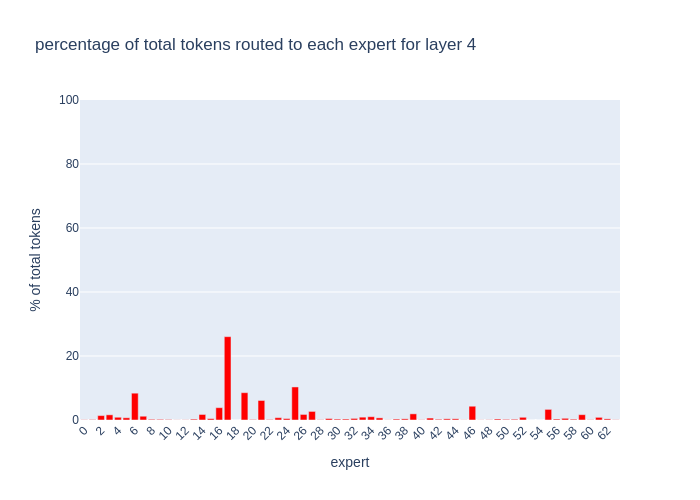 percentage of total tokens routed to each expert for layer 4
100
80
60
40
20
0
% of total tokens
0 2 4 6 8 10 12 14 16 18 20 22 24 26 28 30 32 34 36 38 40 42 44 46 48 50 52 54 56 58 60 62
expert